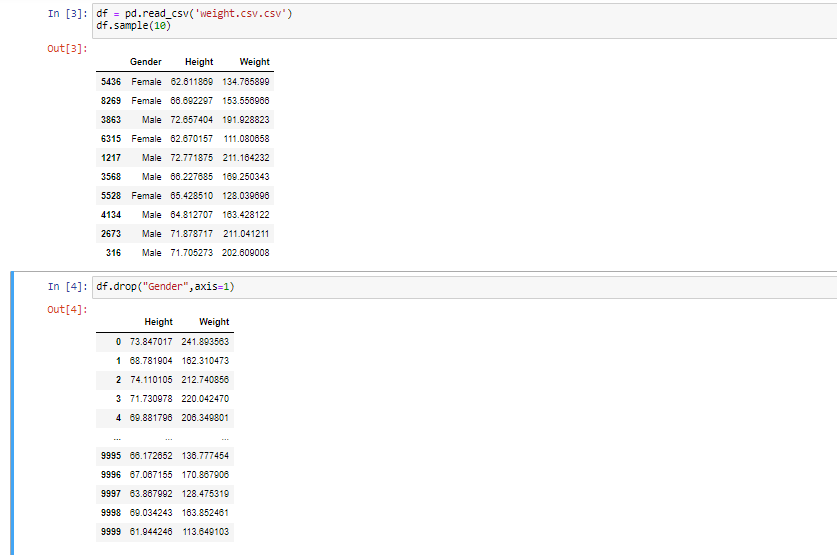 In [3]: df = pd.read_csv('weight.csv.csv')
df.sample(10)
Out[3]:
Gender Height Weight
5436 Female 62.611869 134.765899
8269 Female 66.692297 153.556966
3863 Male 72.657404 191.928823
6315 Female 62.670157 111.080658
1217 Male 72.771875 211.164232
3568 Male 66.227685 169.250343
5528 Female 65.428510 128.039696
4134 Male 64.812707 163.428122
2673 Male 71.878717 211.041211
316 Male 71.705273 202.609008
In [4]: df.drop("Gender",axis=1)
Out[4]:
Height Weight
0 73.847017 241.893563
1 68.781904 162.310473
2 74.110105 212.740856
3 71.730978 220.042470
4 69.881796 206.349801
... ... ...
9995 66.172652 136.777454
9996 67.067155 170.867906
9997 63.867992 128.475319
9998 69.034243 163.852461
9999 61.944246 113.649103